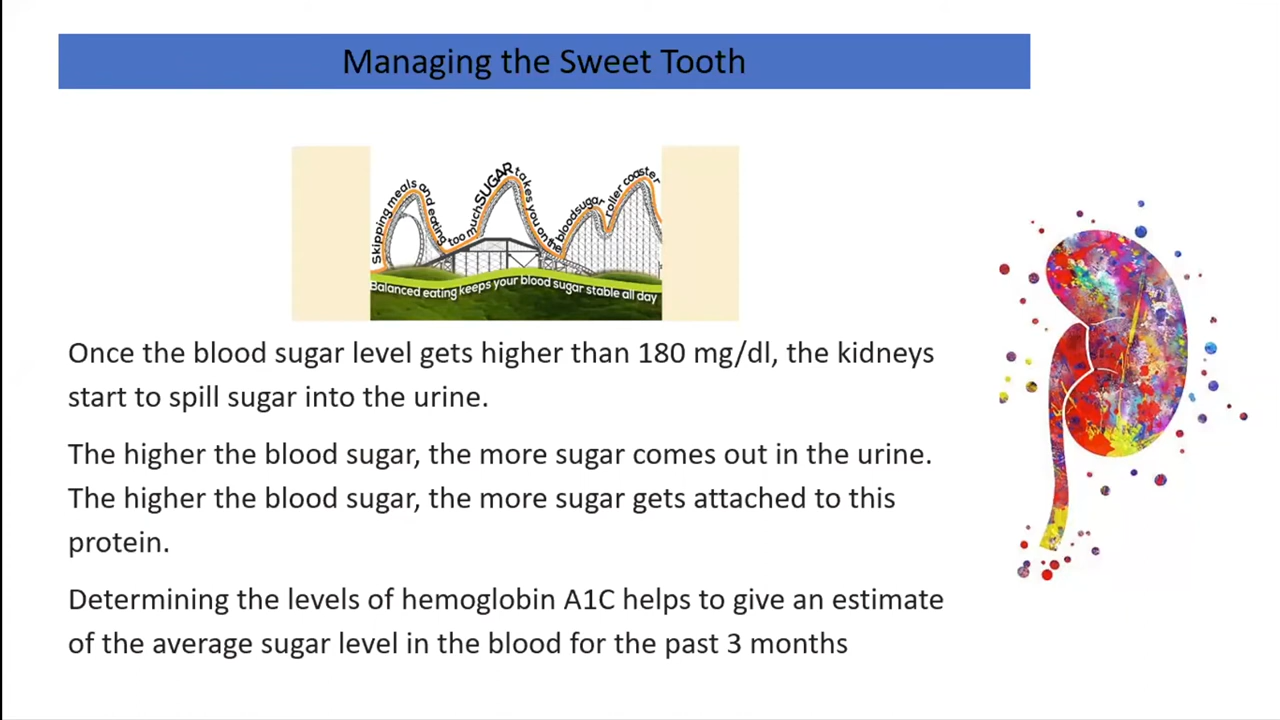 Managing the Sweet Tooth
Skipping meals and eating too much SUGAR takes you on the bloodsugar roller coaster
Balanced eating keeps your blood sugar stable all day
Once the blood sugar level gets higher than 180 mg/dl, the kidneys
start to spill sugar into the urine.
The higher the blood sugar, the more sugar comes out in the urine.
The higher the blood sugar, the more sugar gets attached to this
protein.
Determining the levels of hemoglobin A1C helps to give an estimate
of the average sugar level in the blood for the past 3 months